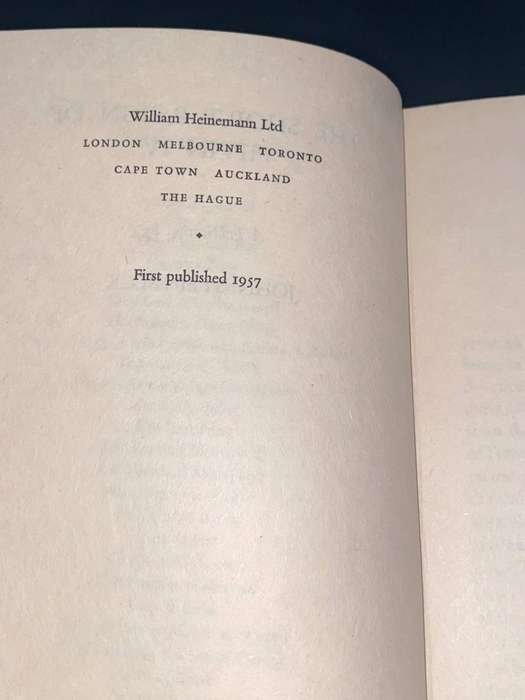 William Heinemann Ltd
LONDON MELBOURNE TORONTO
CAPE TOWN AUCKLAND
THE HAGUE
First published 1957